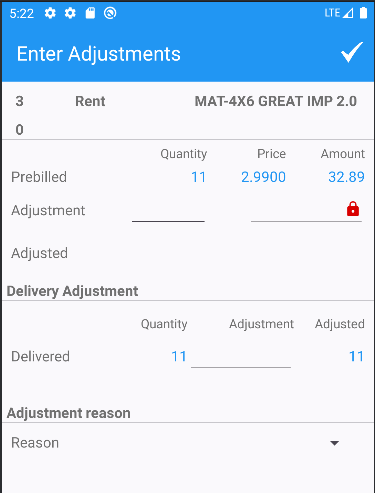 5:22 LTE
Enter Adjustments
3 Rent MAT-4X6 GREAT IMP 2.0
0
Quantity Price Amount
Prebilled 11 2.9900 32.89
Adjustment
Adjusted
Delivery Adjustment
Quantity Adjustment Adjusted
Delivered 11 11
Adjustment reason
Reason